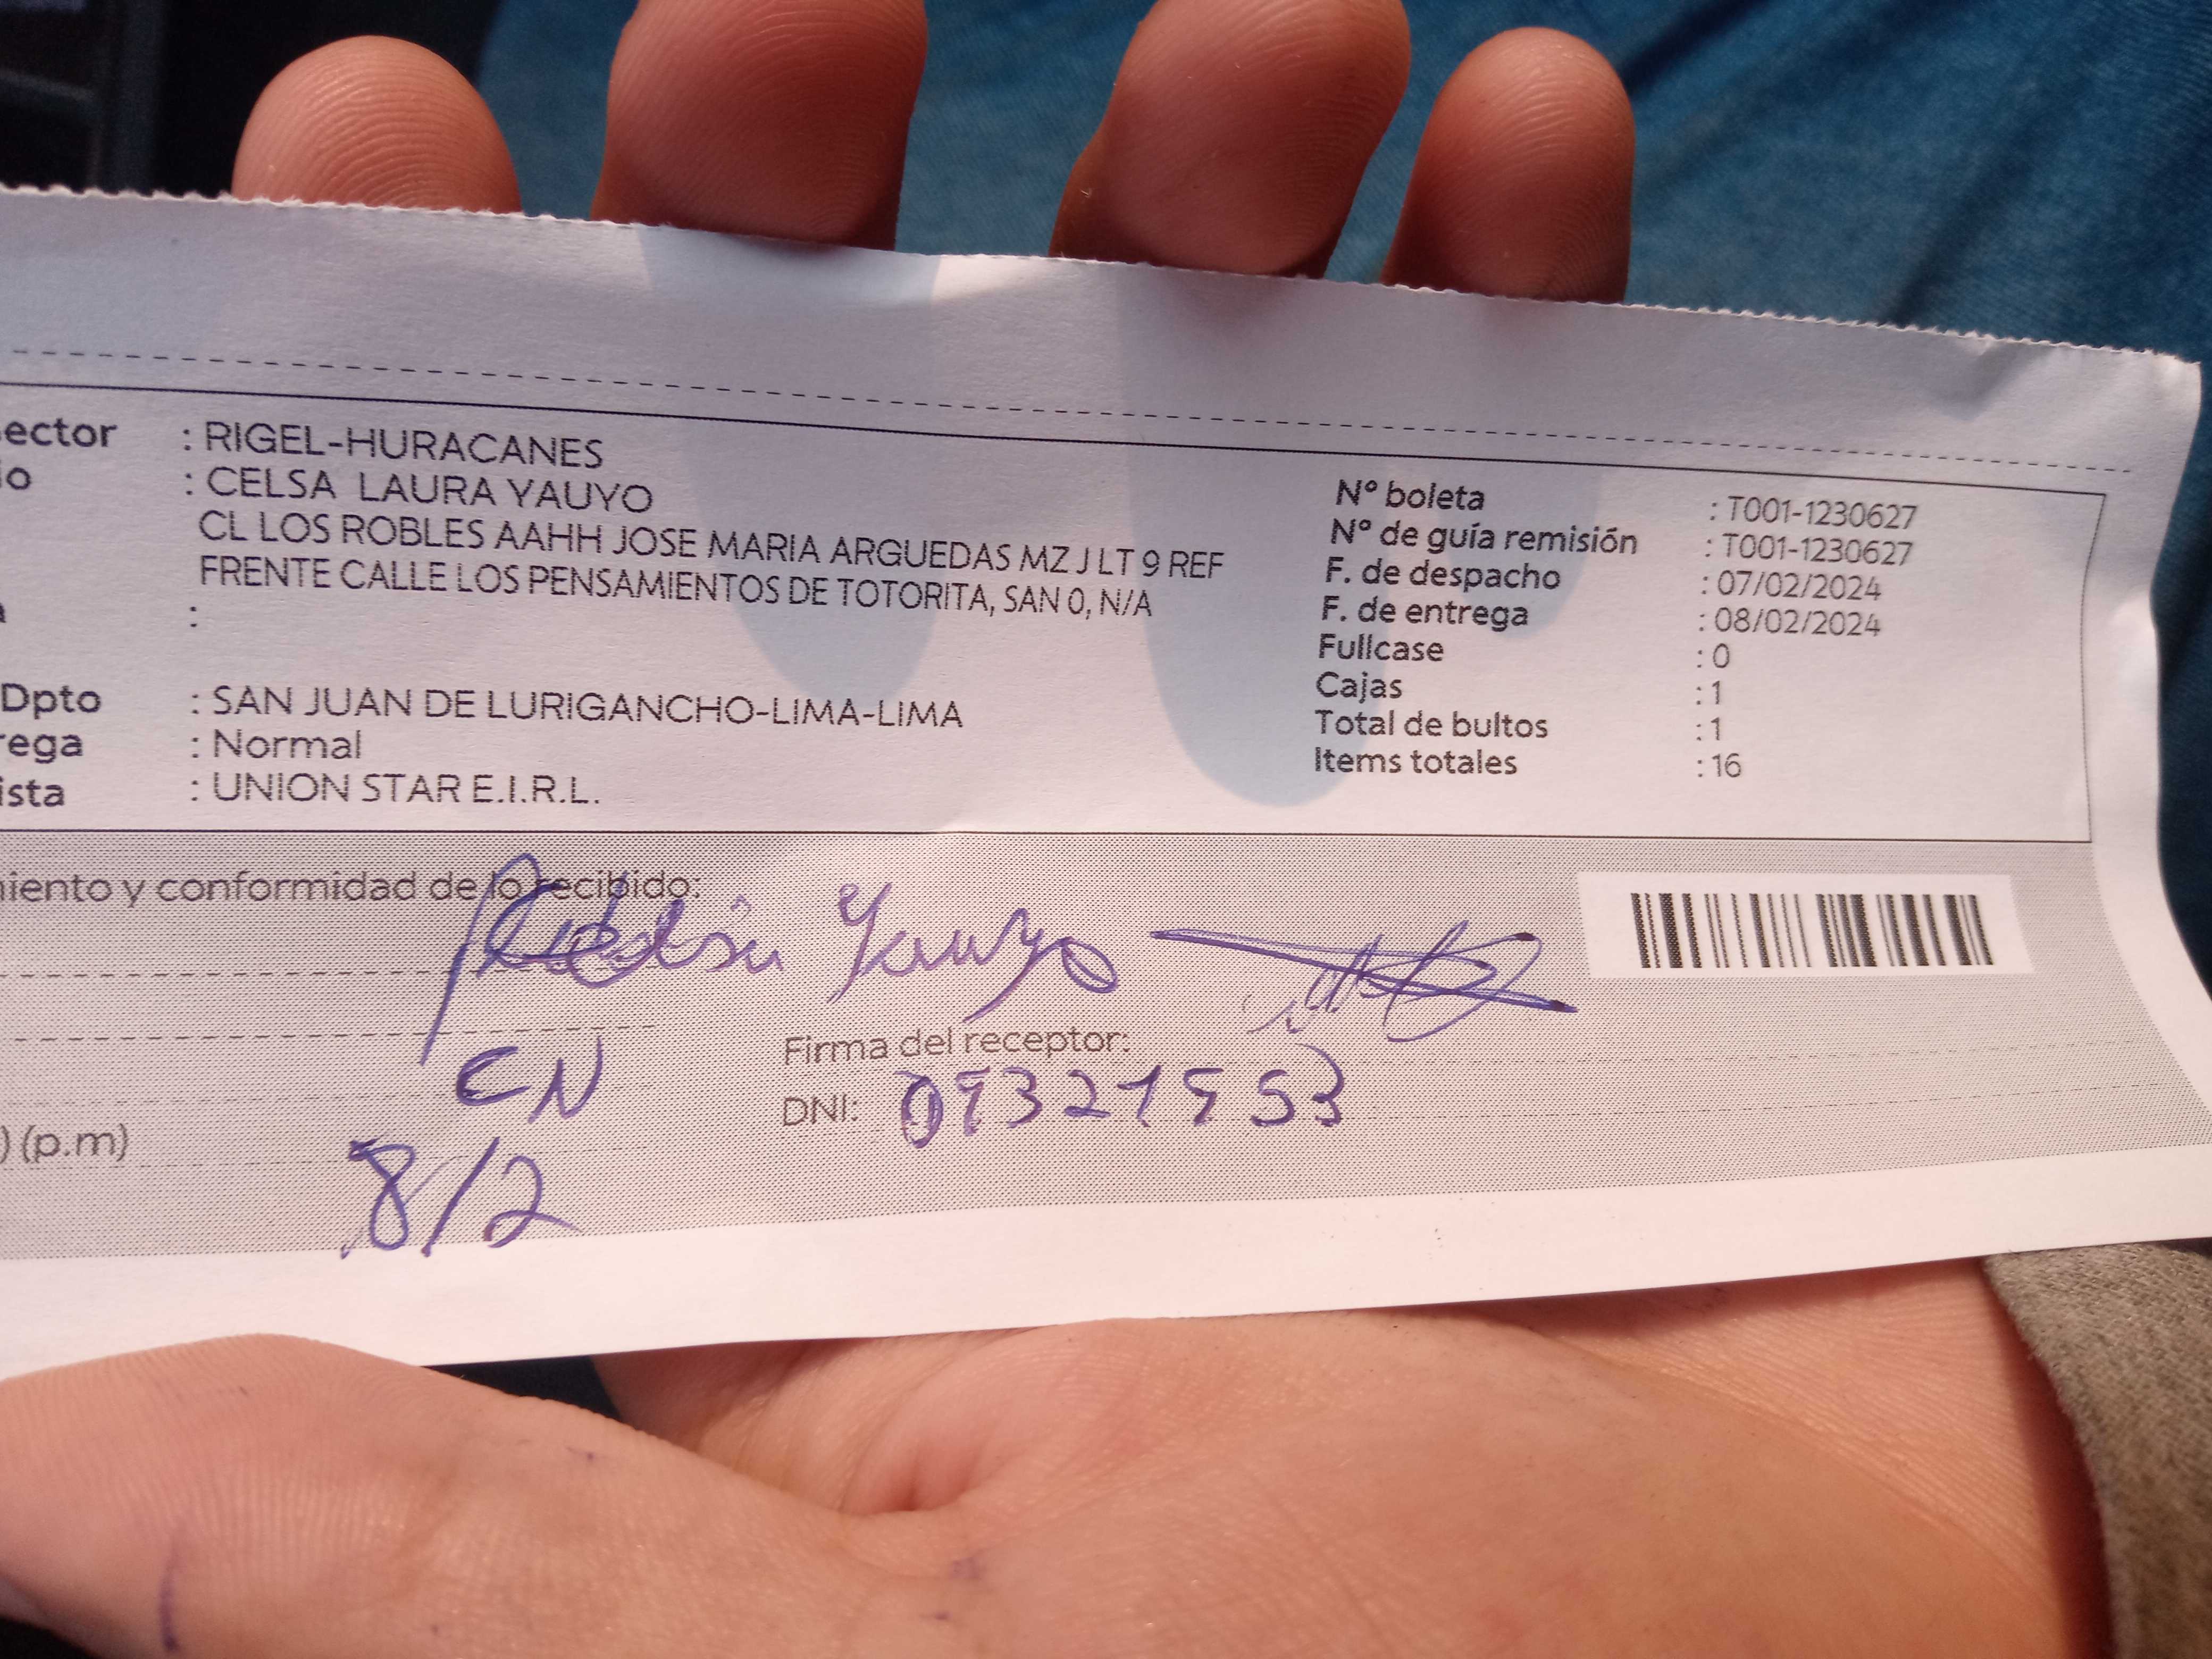 ector : RIGEL-HURACANES
io : CELSA LAURA YAUYO
CL LOS ROBLES AAHH JOSE MARIA ARGUEDAS MZ J LT 9 REF
FRENTE CALLE LOS PENSAMIENTOS DE TOTORITA, SAN 0, N/A
a :
Dpto : SAN JUAN DE LURIGANCHO-LIMA-LIMA
rega : Normal
ista : UNION STAR E.I.R.L.
Nº boleta : T001-1230627
Nº de guía remisión : T001-1230627
F. de despacho : 07/02/2024
F. de entrega : 08/02/2024
Fullcase : 0
Cajas : 1
Total de bultos : 1
Items totales : 16
niento y conformidad de lo recibido:
Yauyo
CN
Firma del receptor:
DNI:
) (p.m)
8/2